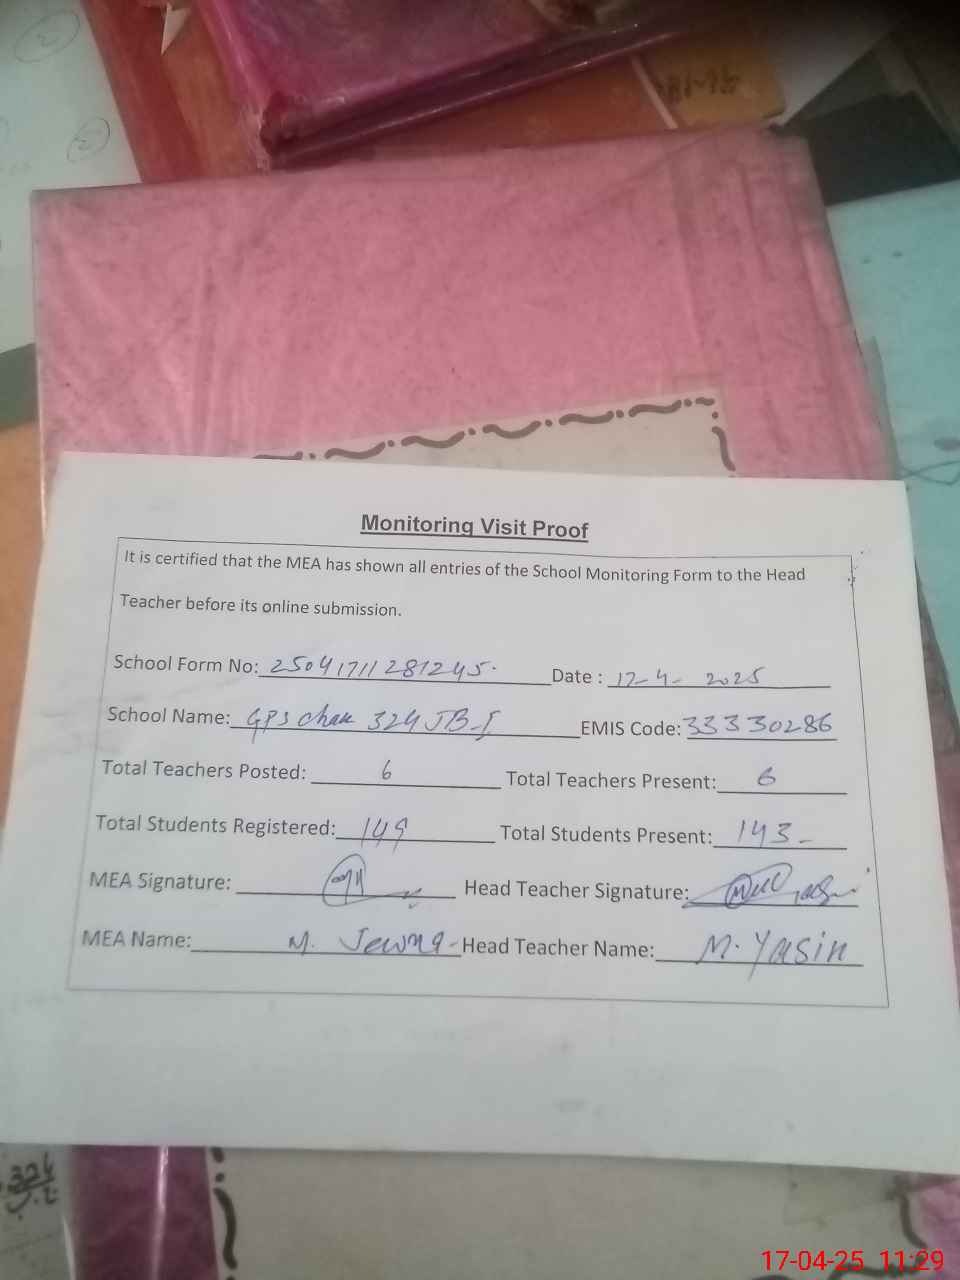 Monitoring Visit Proof
It is certified that the MEA has shown all entries of the School Monitoring Form to the Head
Teacher before its online submission.
School Form No: 25041711281245. Date : 17-4-2025
School Name: GPS chak 324 JB-I EMIS Code: 33330286
Total Teachers Posted: 6 Total Teachers Present: 6
Total Students Registered: 149 Total Students Present: 143-
MEA Signature: Head Teacher Signature:
MEA Name: M. Head Teacher Name: M. Yasin
324
17-04-25 11:29